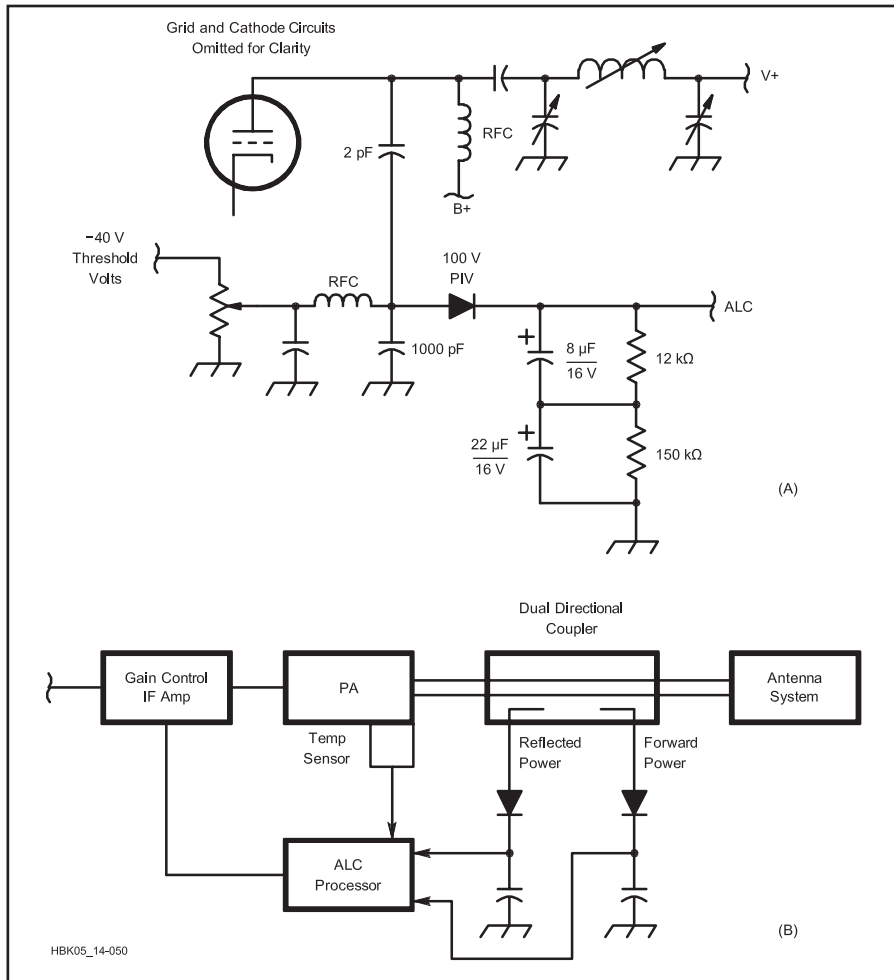 Grid and Cathode Circuits
Omitted for Clarity
V+
RFC
2 pF
B+
−40 V
Threshold
Volts
RFC
100 V
PIV
ALC
1000 pF
+
8 µF
16 V
12 kΩ
+
22 µF
16 V
150 kΩ
(A)
Dual Directional
Coupler
Gain Control
IF Amp
PA
Antenna
System
Temp
Sensor
Reflected
Power
Forward
Power
ALC
Processor
HBK05_14-050
(B)